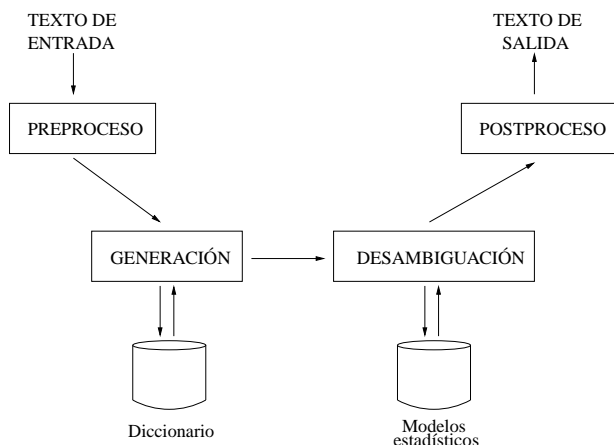 TEXTO DE
ENTRADA
TEXTO DE
SALIDA
PREPROCESO
POSTPROCESO
GENERACIÓN
DESAMBIGUACIÓN
Diccionario
Modelos
estadísticos